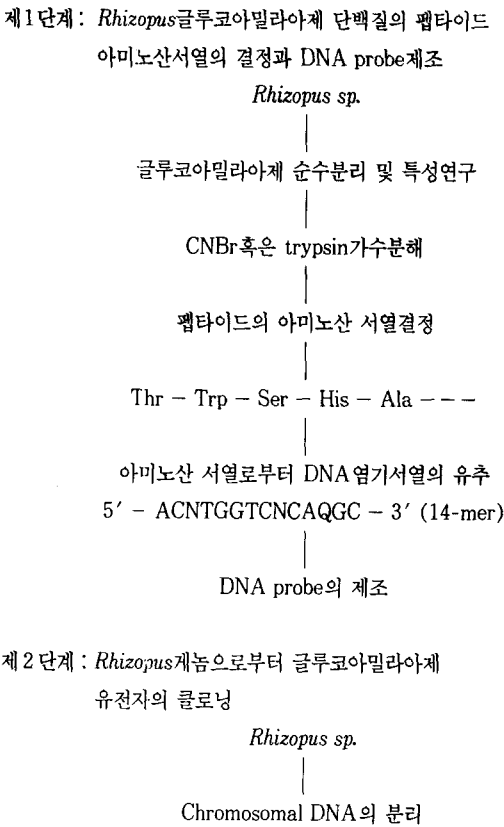 제1단계: Rhizopus글루코아밀라아제 단백질의 펩타이드
아미노산서열의 결정과 DNA probe제조
Rhizopus sp.
글루코아밀라아제 순수분리 및 특성연구
CNBr혹은 trypsin가수분해
펩타이드의 아미노산 서열결정
Thr - Trp - Ser - His - Ala - - -
아미노산 서열로부터 DNA염기서열의 유추
5′ - ACNTGGTCNCAQGC - 3′ (14-mer)
DNA probe의 제조
제2단계: Rhizopus게놈으로부터 글루코아밀라아제
유전자의 클로닝
Rhizopus sp.
Chromosomal DNA의 분리